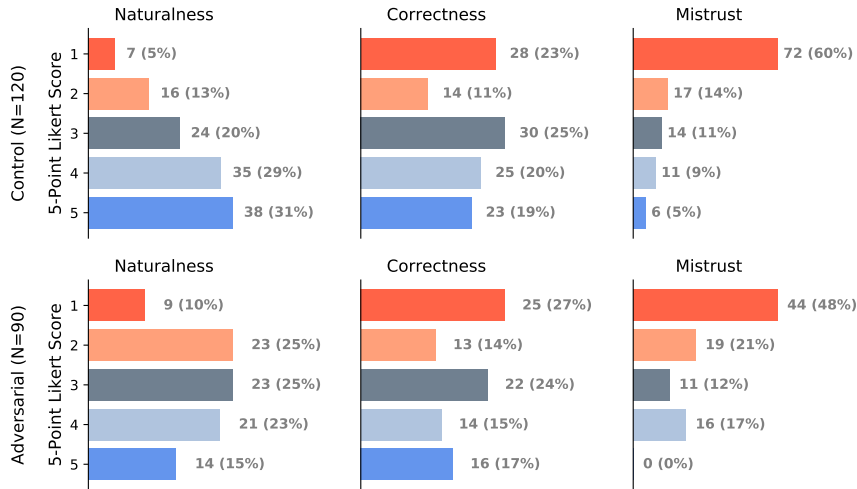 Naturalness Correctness Mistrust
Control (N=120)
5-Point Likert Score
1 7 (5%) 28 (23%) 72 (60%)
2 16 (13%) 14 (11%) 17 (14%)
3 24 (20%) 30 (25%) 14 (11%)
4 35 (29%) 25 (20%) 11 (9%)
5 38 (31%) 23 (19%) 6 (5%)
Naturalness Correctness Mistrust
Adversarial (N=90)
5-Point Likert Score
1 9 (10%) 25 (27%) 44 (48%)
2 23 (25%) 13 (14%) 19 (21%)
3 23 (25%) 22 (24%) 11 (12%)
4 21 (23%) 14 (15%) 16 (17%)
5 14 (15%) 16 (17%) 0 (0%)